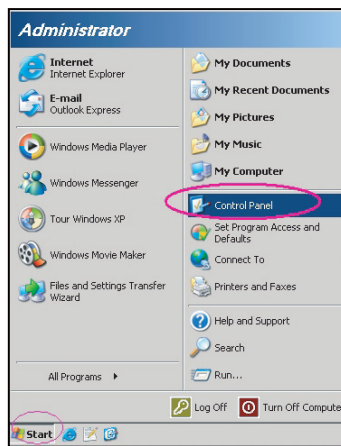 Administrator
Internet
Internet Explorer
E-mail
Outlook Express
Windows Media Player
Windows Messenger
Tour Windows XP
Windows Movie Maker
Files and Settings Transfer
Wizard
All Programs
My Documents
My Recent Documents
My Pictures
My Music
My Computer
Control Panel
Set Program Access and
Defaults
Connect To
Printers and Faxes
Help and Support
Search
Run...
Log Off
Turn Off Compute
Start